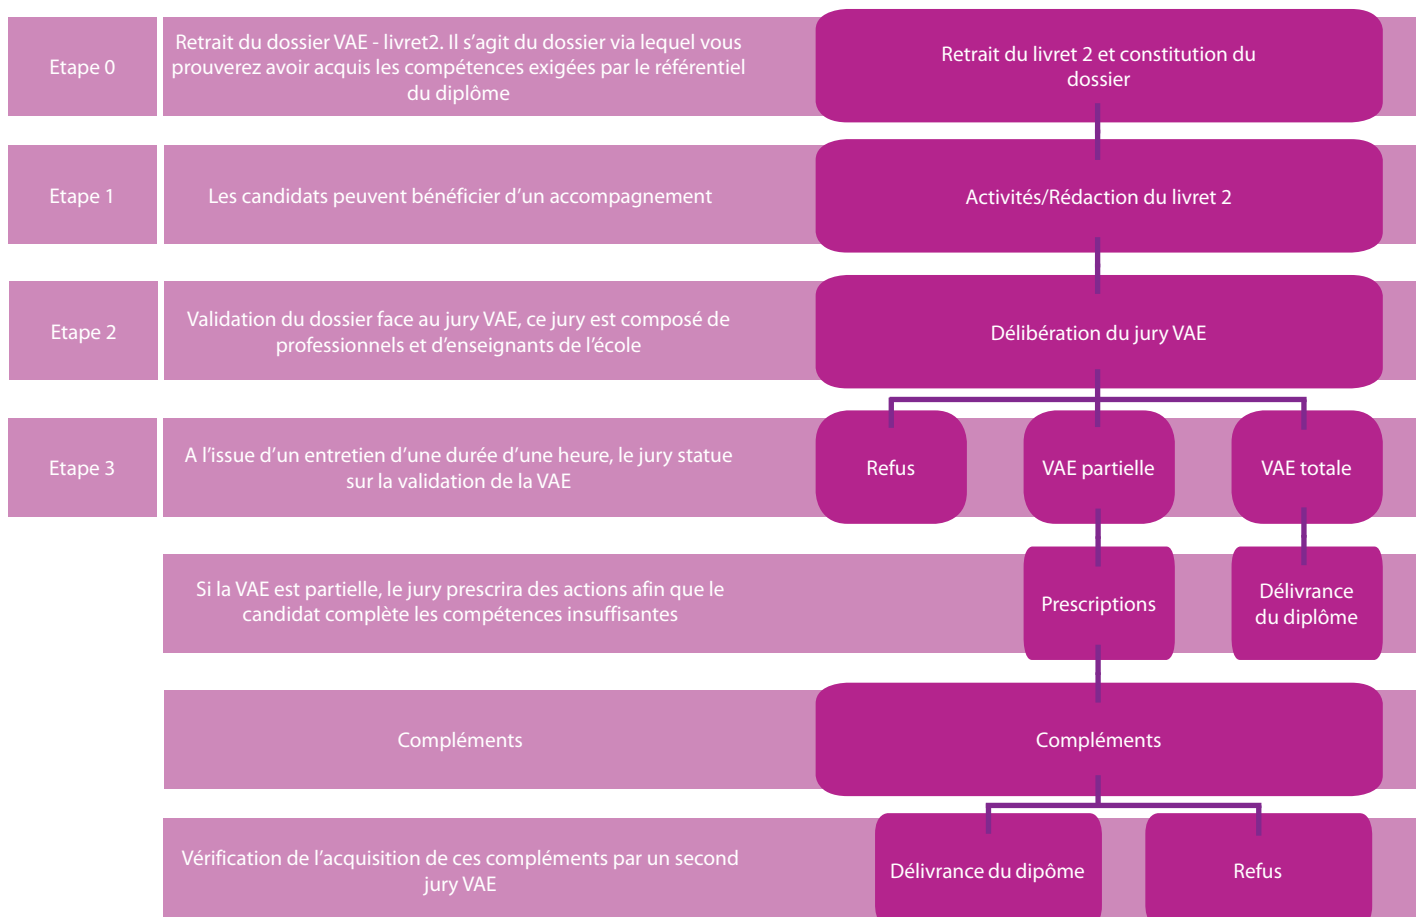 Etape 0
Retrait du dossier VAE - livret2. Il s’agit du dossier via lequel vous
prouverez avoir acquis les compétences exigées par le référentiel
du diplôme
Retrait du livret 2 et constitution du
dossier
Etape 1
Les candidats peuvent bénéficier d’un accompagnement
Activités/Rédaction du livret 2
Etape 2
Validation du dossier face au jury VAE, ce jury est composé de
professionnels et d’enseignants de l’école
Délibération du jury VAE
Etape 3
A l’issue d’un entretien d’une durée d’une heure, le jury statue
sur la validation de la VAE
Refus
VAE partielle
VAE totale
Si la VAE est partielle, le jury prescrira des actions afin que le
candidat complète les compétences insuffisantes
Prescriptions
Délivrance
du diplôme
Compléments
Compléments
Vérification de l’acquisition de ces compléments par un second
jury VAE
Délivrance du dipôme
Refus